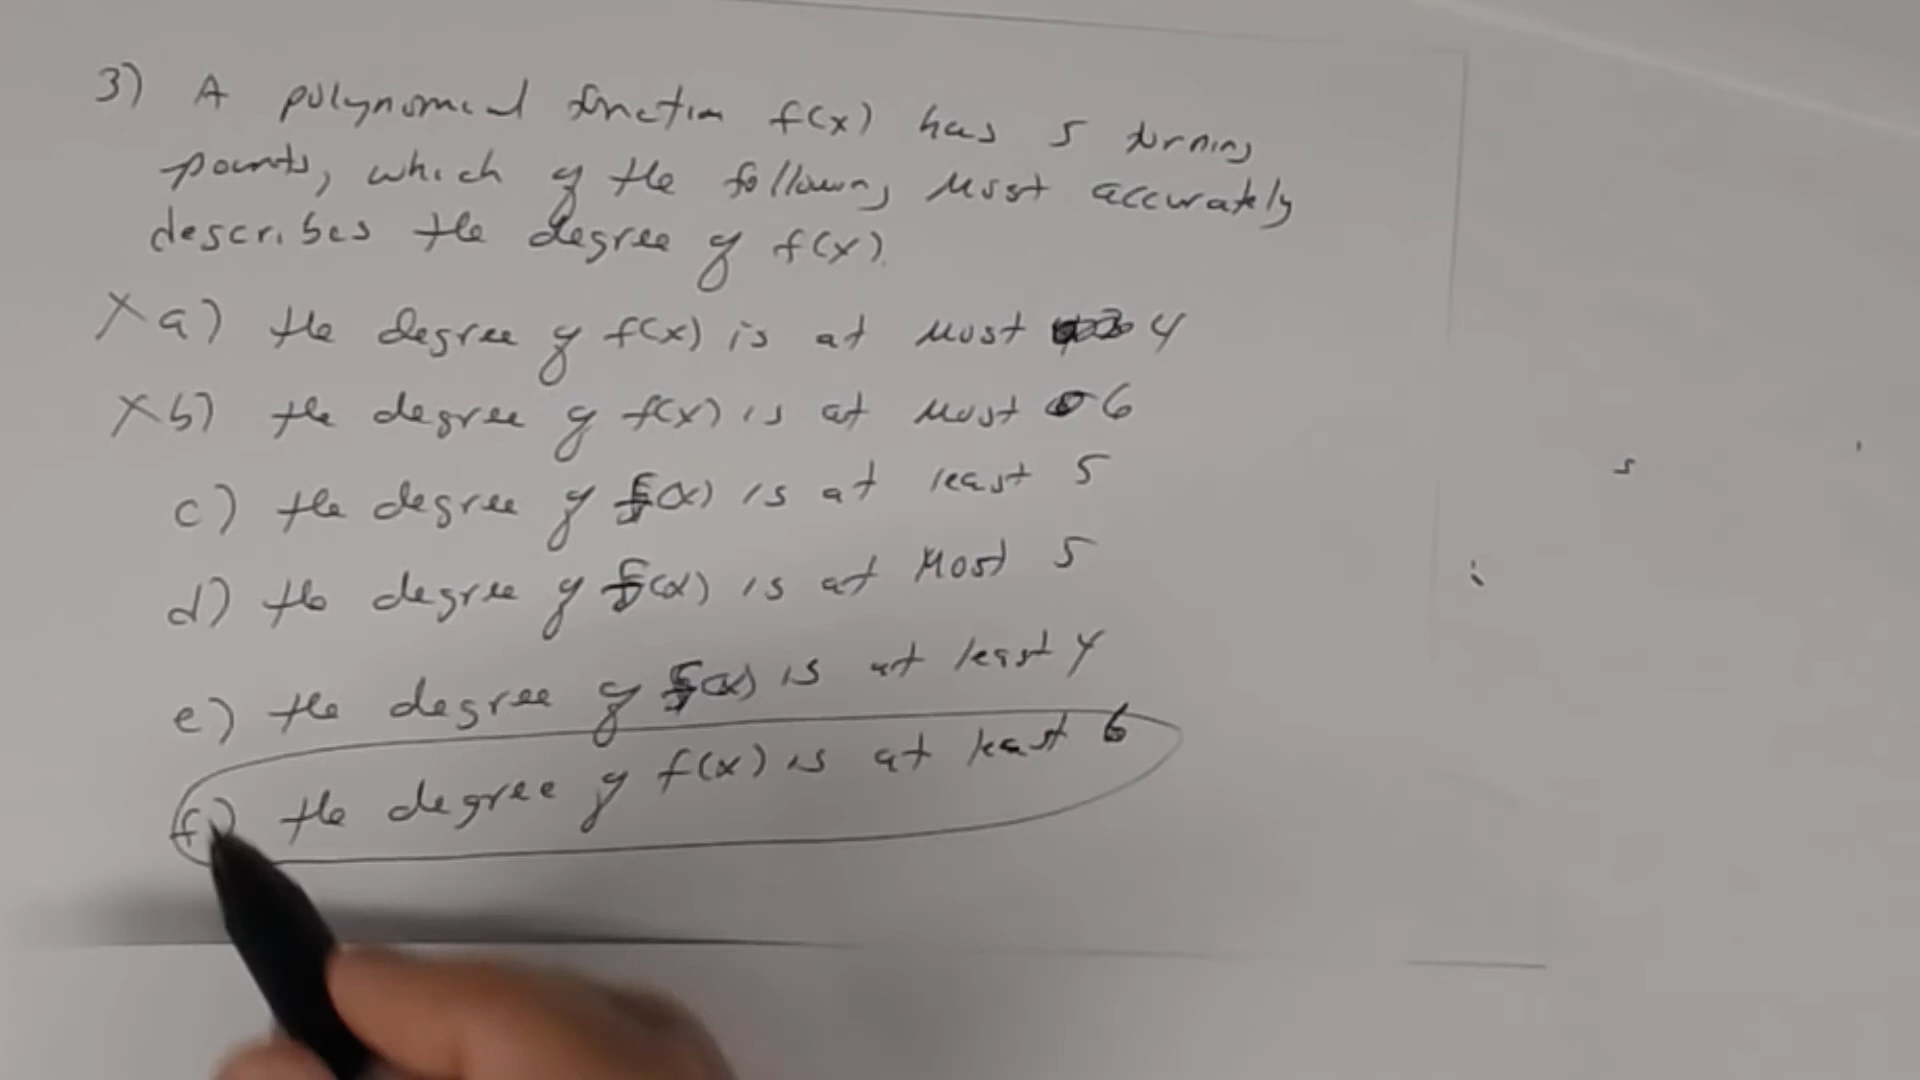 3) A polynomial function f(x) has 5 turning
points, which of the following most accurately
describes the degree of f(x).
X a) the degree of f(x) is at most 4
X b) the degree of f(x) is at most 6
c) the degree of f(x) is at least 5
d) the degree of f(x) is at most 5
e) the degree of f(x) is at least 4
f) the degree of f(x) is at least 6